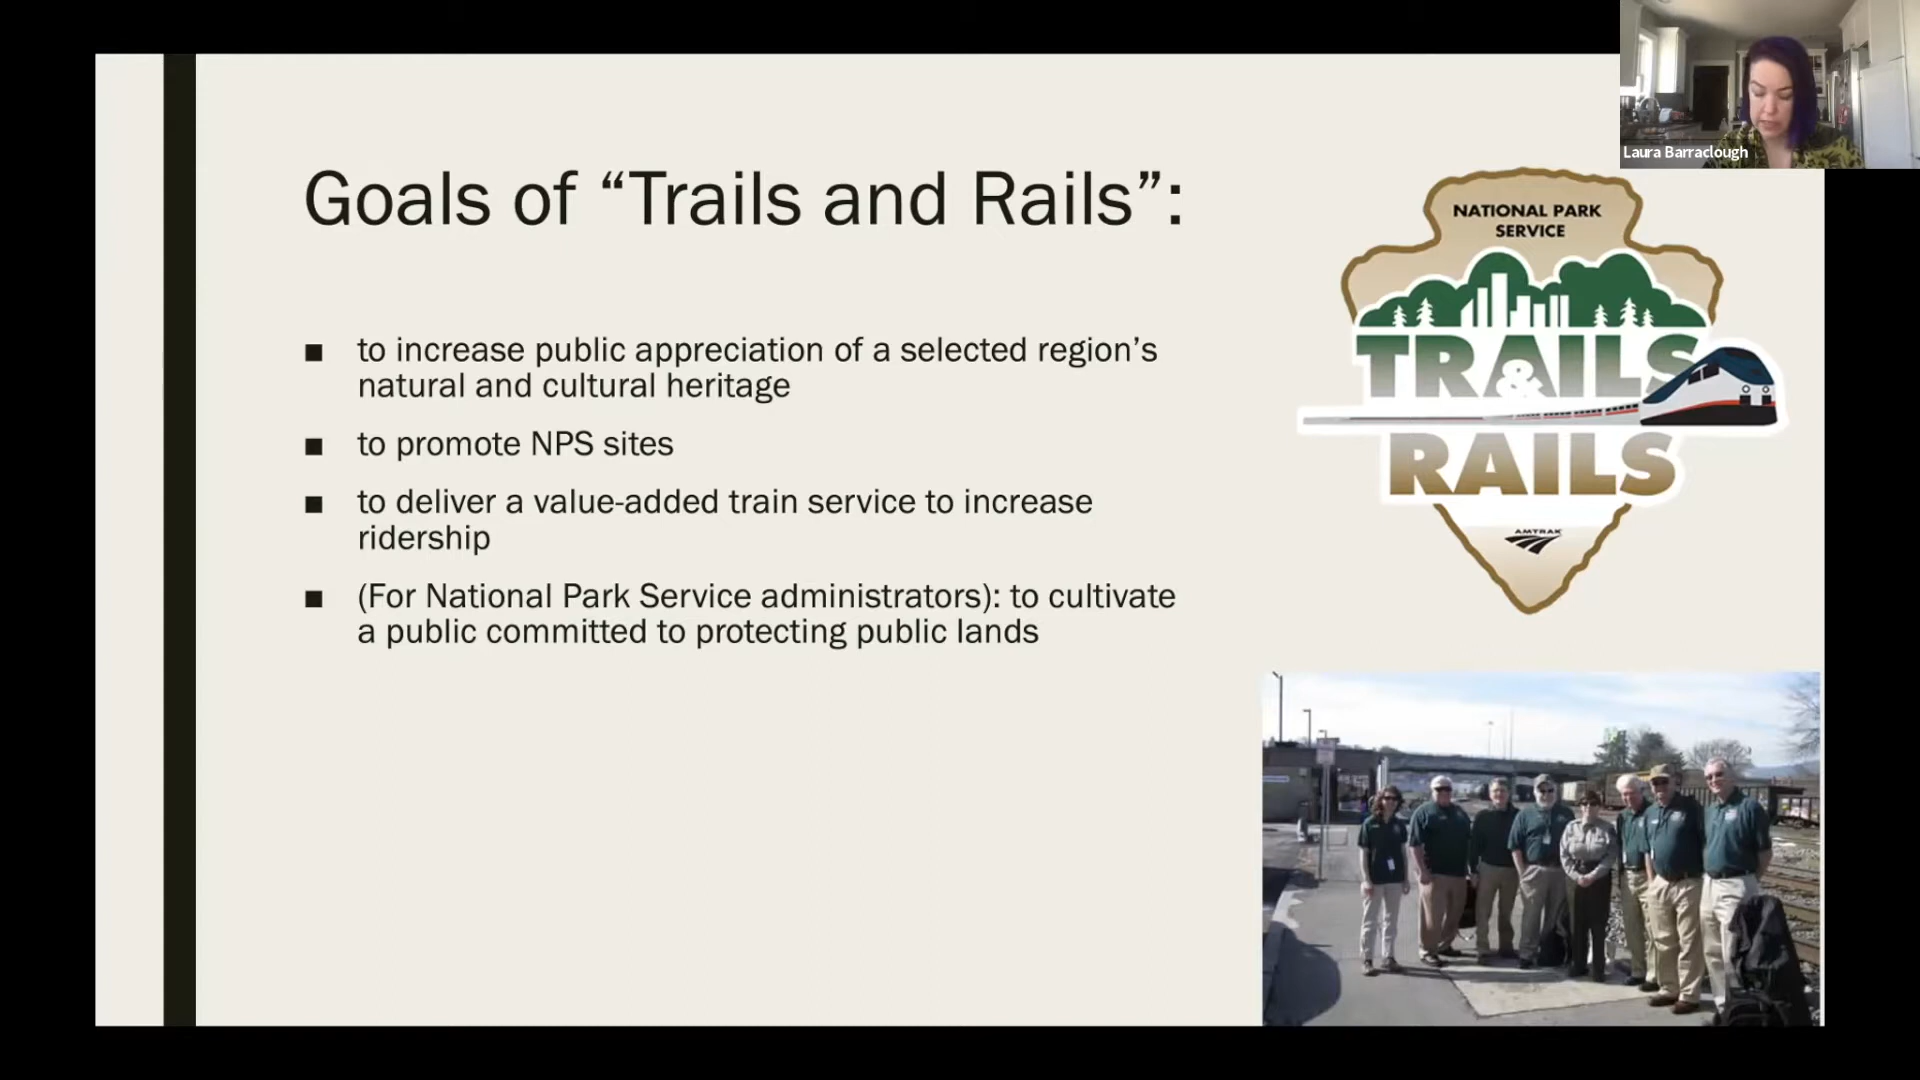 Laura Barraclough
Goals of “Trails and Rails”:
■ to increase public appreciation of a selected region’s
natural and cultural heritage
■ to promote NPS sites
■ to deliver a value-added train service to increase
ridership
■ (For National Park Service administrators): to cultivate
a public committed to protecting public lands
NATIONAL PARK
SERVICE
TRAILS
&
RAILS
AMTRAK